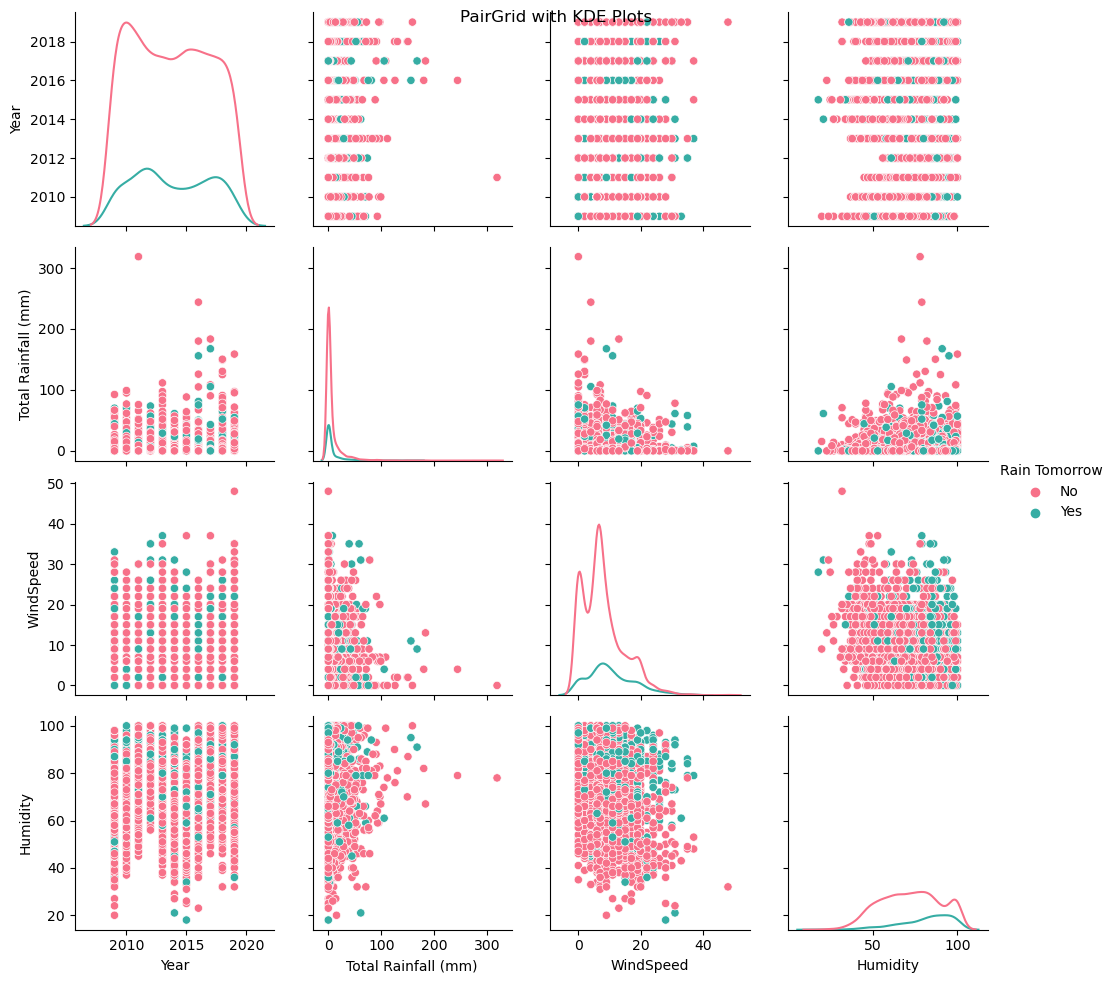 PairGrid with KDE Plots
2018
2016
2014
2012
2010
Year
300
200
100
0
Total Rainfall (mm)
50
40
30
20
10
0
WindSpeed
Rain Tomorrow
No
Yes
100
80
60
40
20
Humidity
2010 2015 2020
Year
0 100 200 300
Total Rainfall (mm)
0 20 40
WindSpeed
50 100
Humidity